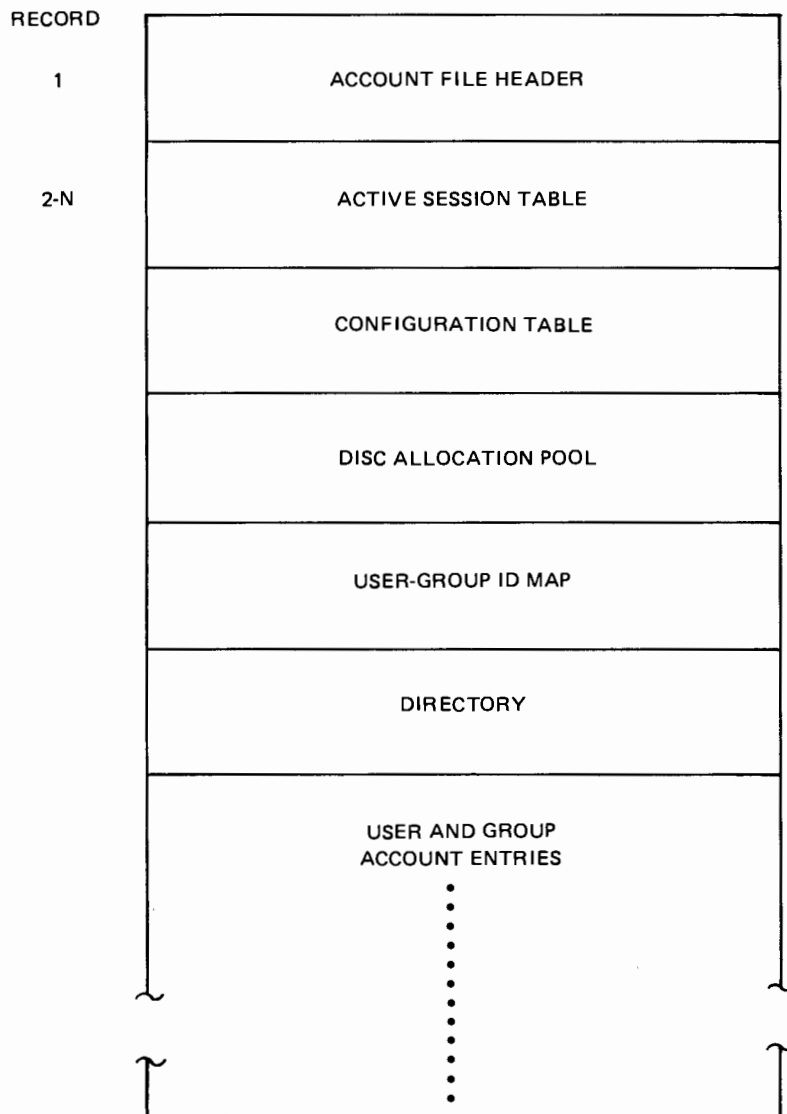 RECORD
1
ACCOUNT FILE HEADER
2-N
ACTIVE SESSION TABLE
CONFIGURATION TABLE
DISC ALLOCATION POOL
USER-GROUP ID MAP
DIRECTORY
USER AND GROUP
ACCOUNT ENTRIES